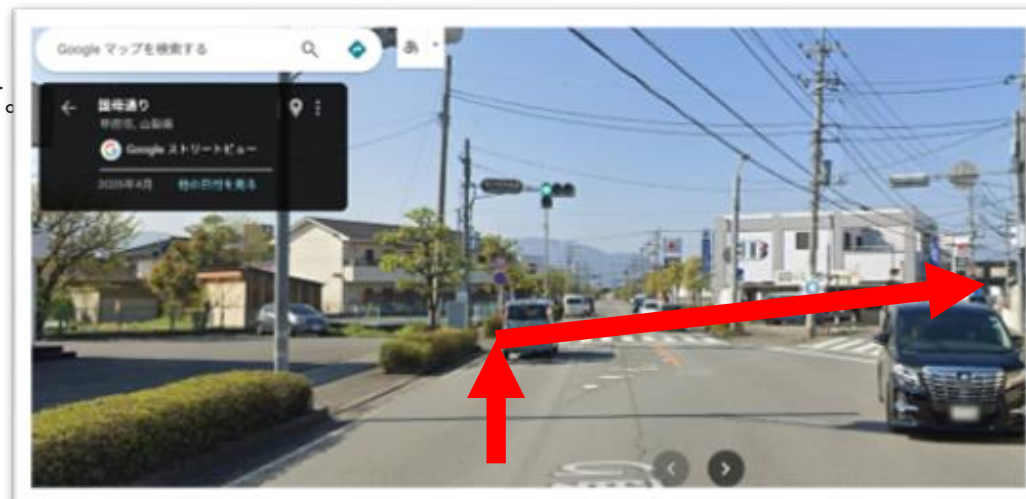 Google マップを検索する
あ
国母通り
甲府市, 山梨県
Google ストリートビュー
2025年4月 他の日付を見る